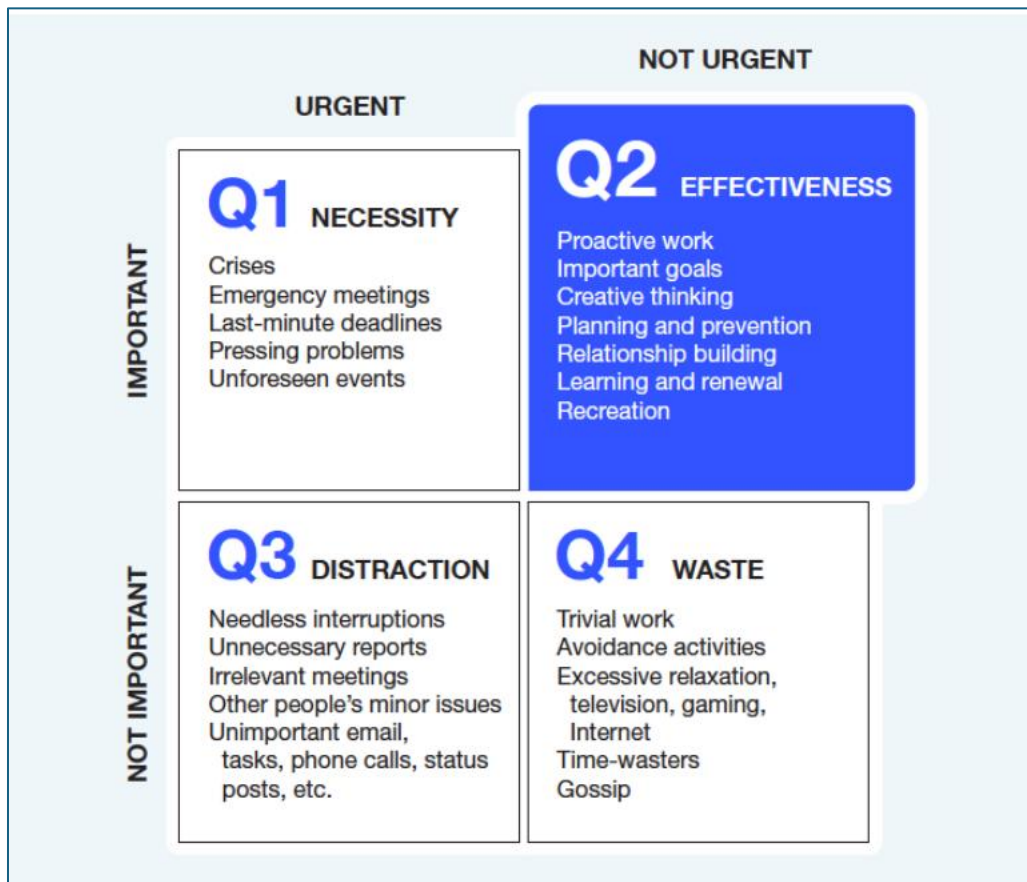 NOT URGENT
URGENT
IMPORTANT
Q1 NECESSITY
Crises
Emergency meetings
Last-minute deadlines
Pressing problems
Unforeseen events
Q2 EFFECTIVENESS
Proactive work
Important goals
Creative thinking
Planning and prevention
Relationship building
Learning and renewal
Recreation
NOT IMPORTANT
Q3 DISTRACTION
Needless interruptions
Unnecessary reports
Irrelevant meetings
Other people’s minor issues
Unimportant email,
tasks, phone calls, status
posts, etc.
Q4 WASTE
Trivial work
Avoidance activities
Excessive relaxation,
television, gaming,
Internet
Time-wasters
Gossip